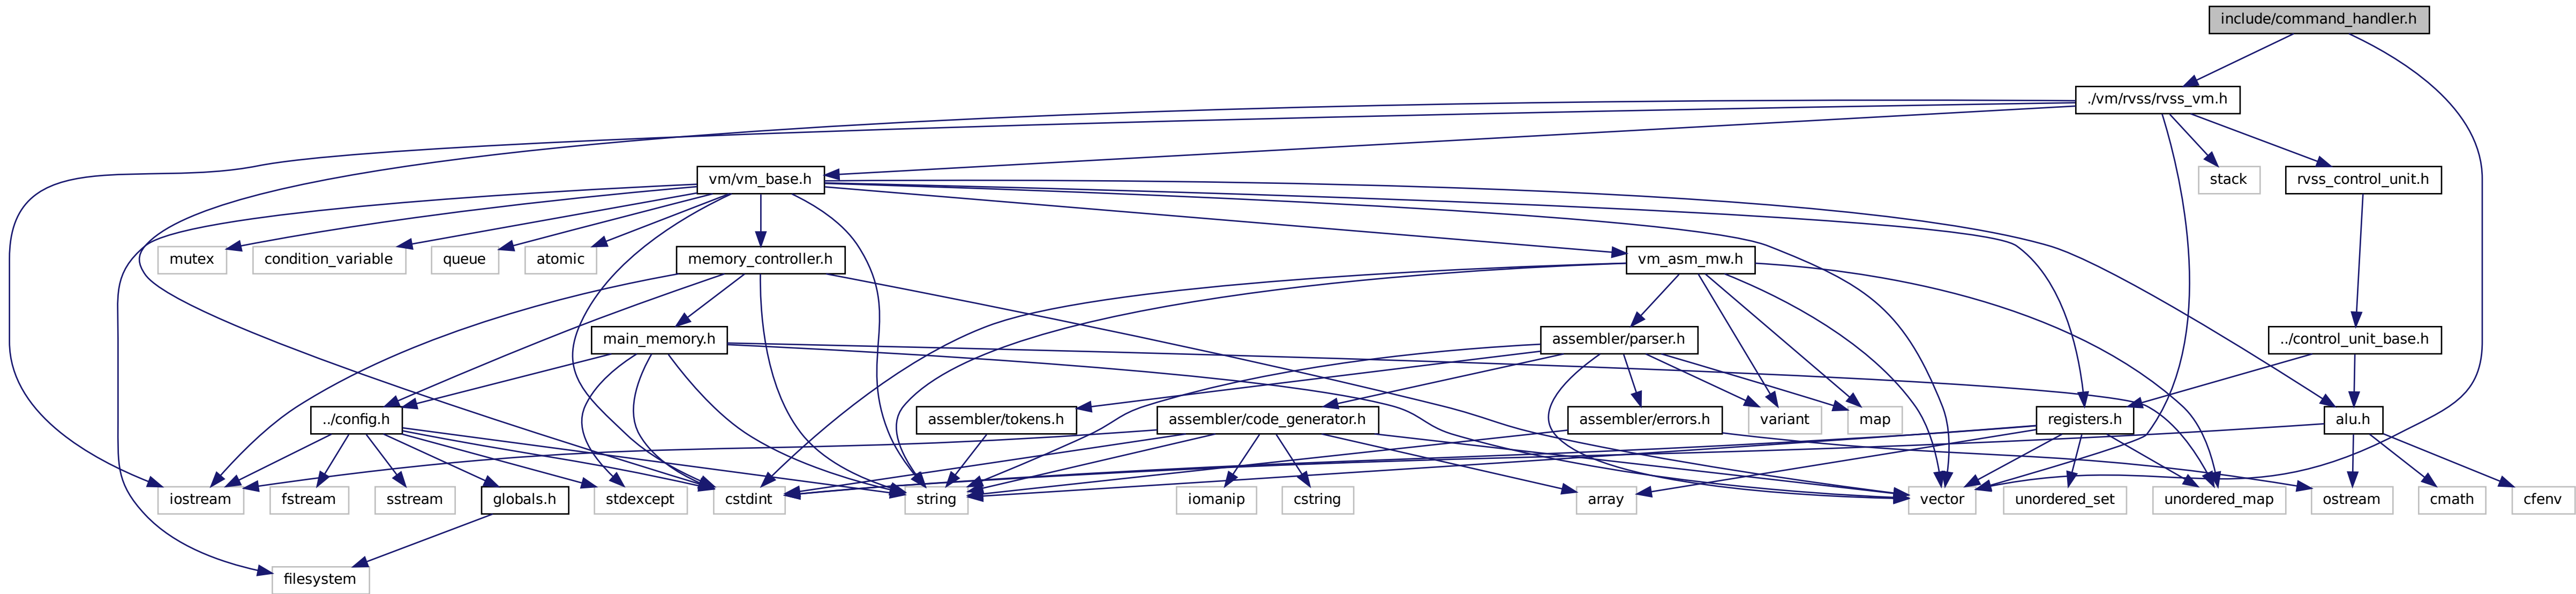 include/command_handler.h
./vm/rvss/rvss_vm.h
vm/vm_base.h
stack
rvss_control_unit.h
mutex
condition_variable
queue
atomic
memory_controller.h
vm_asm_mw.h
main_memory.h
assembler/parser.h
../control_unit_base.h
../config.h
assembler/tokens.h
assembler/code_generator.h
assembler/errors.h
variant
map
registers.h
alu.h
iostream
fstream
sstream
globals.h
stdexcept
cstdint
string
iomanip
cstring
array
vector
unordered_set
unordered_map
ostream
cmath
cfenv
filesystem